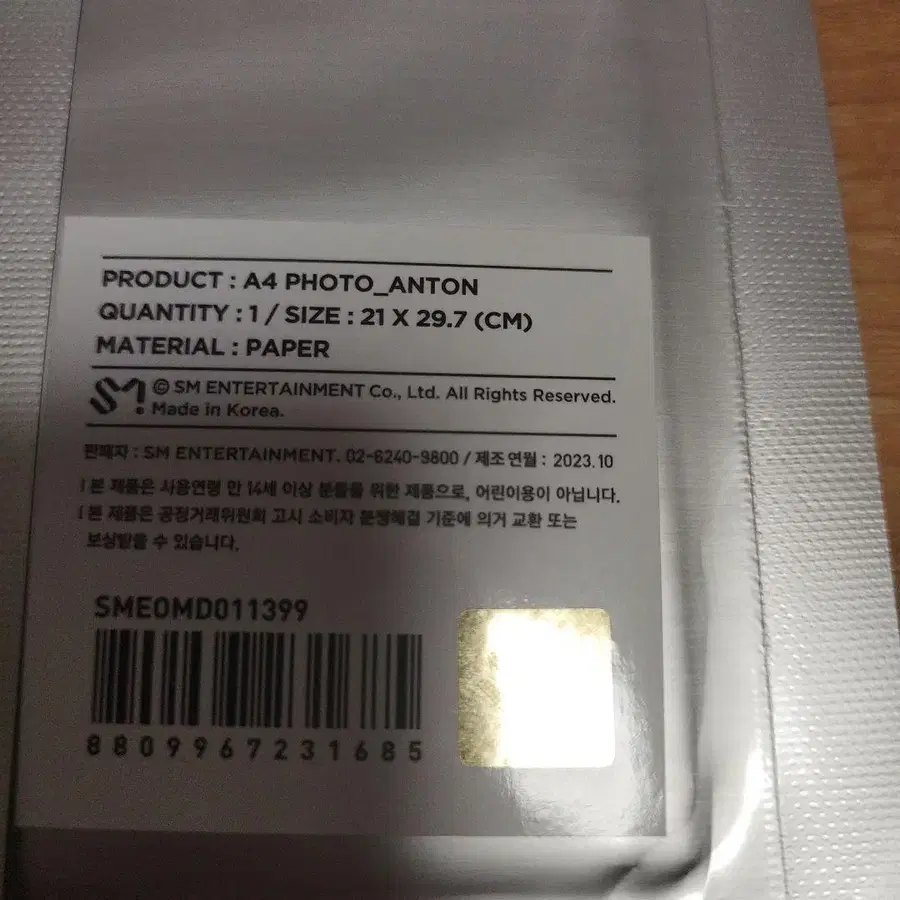 PRODUCT : A4 PHOTO_ANTON
QUANTITY : 1 / SIZE : 21 X 29.7 (CM)
MATERIAL : PAPER
SM
© SM ENTERTAINMENT Co., Ltd. All Rights Reserved.
Made in Korea.
판매자 : SM ENTERTAINMENT. 02-6240-9800 / 제조연월 : 2023.10
본 제품은 사용연령 만 14세 이상 분들을 위한 제품으로, 어린이용이 아닙니다.
본 제품은 공정거래위원회 고시 소비자 분쟁해결 기준에 의거 교환 또는
보상받을 수 있습니다.
SMEOMD011399
8809967231685